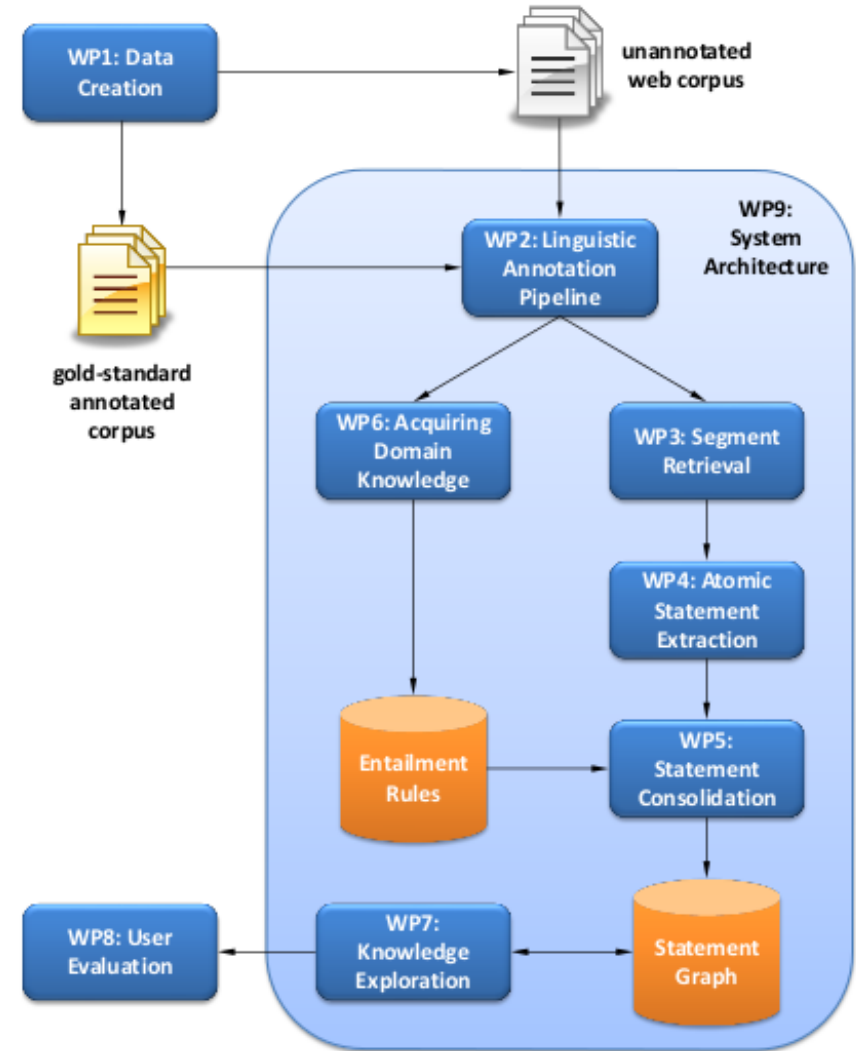 WP1: Data
Creation
unannotated
web corpus
WP9:
System
Architecture
WP2: Linguistic
Annotation
Pipeline
gold-standard
annotated
corpus
WP6: Acquiring
Domain
Knowledge
WP3: Segment
Retrieval
WP4: Atomic
Statement
Extraction
Entailment
Rules
WP5:
Statement
Consolidation
WP8: User
Evaluation
WP7:
Knowledge
Exploration
Statement
Graph